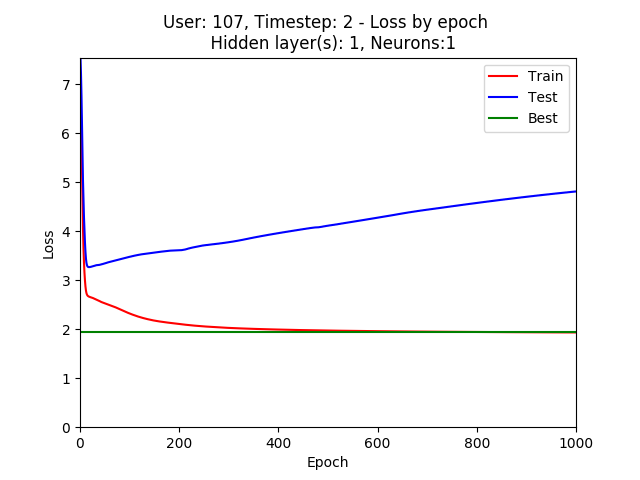 User: 107, Timestep: 2 - Loss by epoch
Hidden layer(s): 1, Neurons:1
Train
Test
Best
7
6
5
4
3
2
1
0
Loss
0 200 400 600 800 1000
Epoch